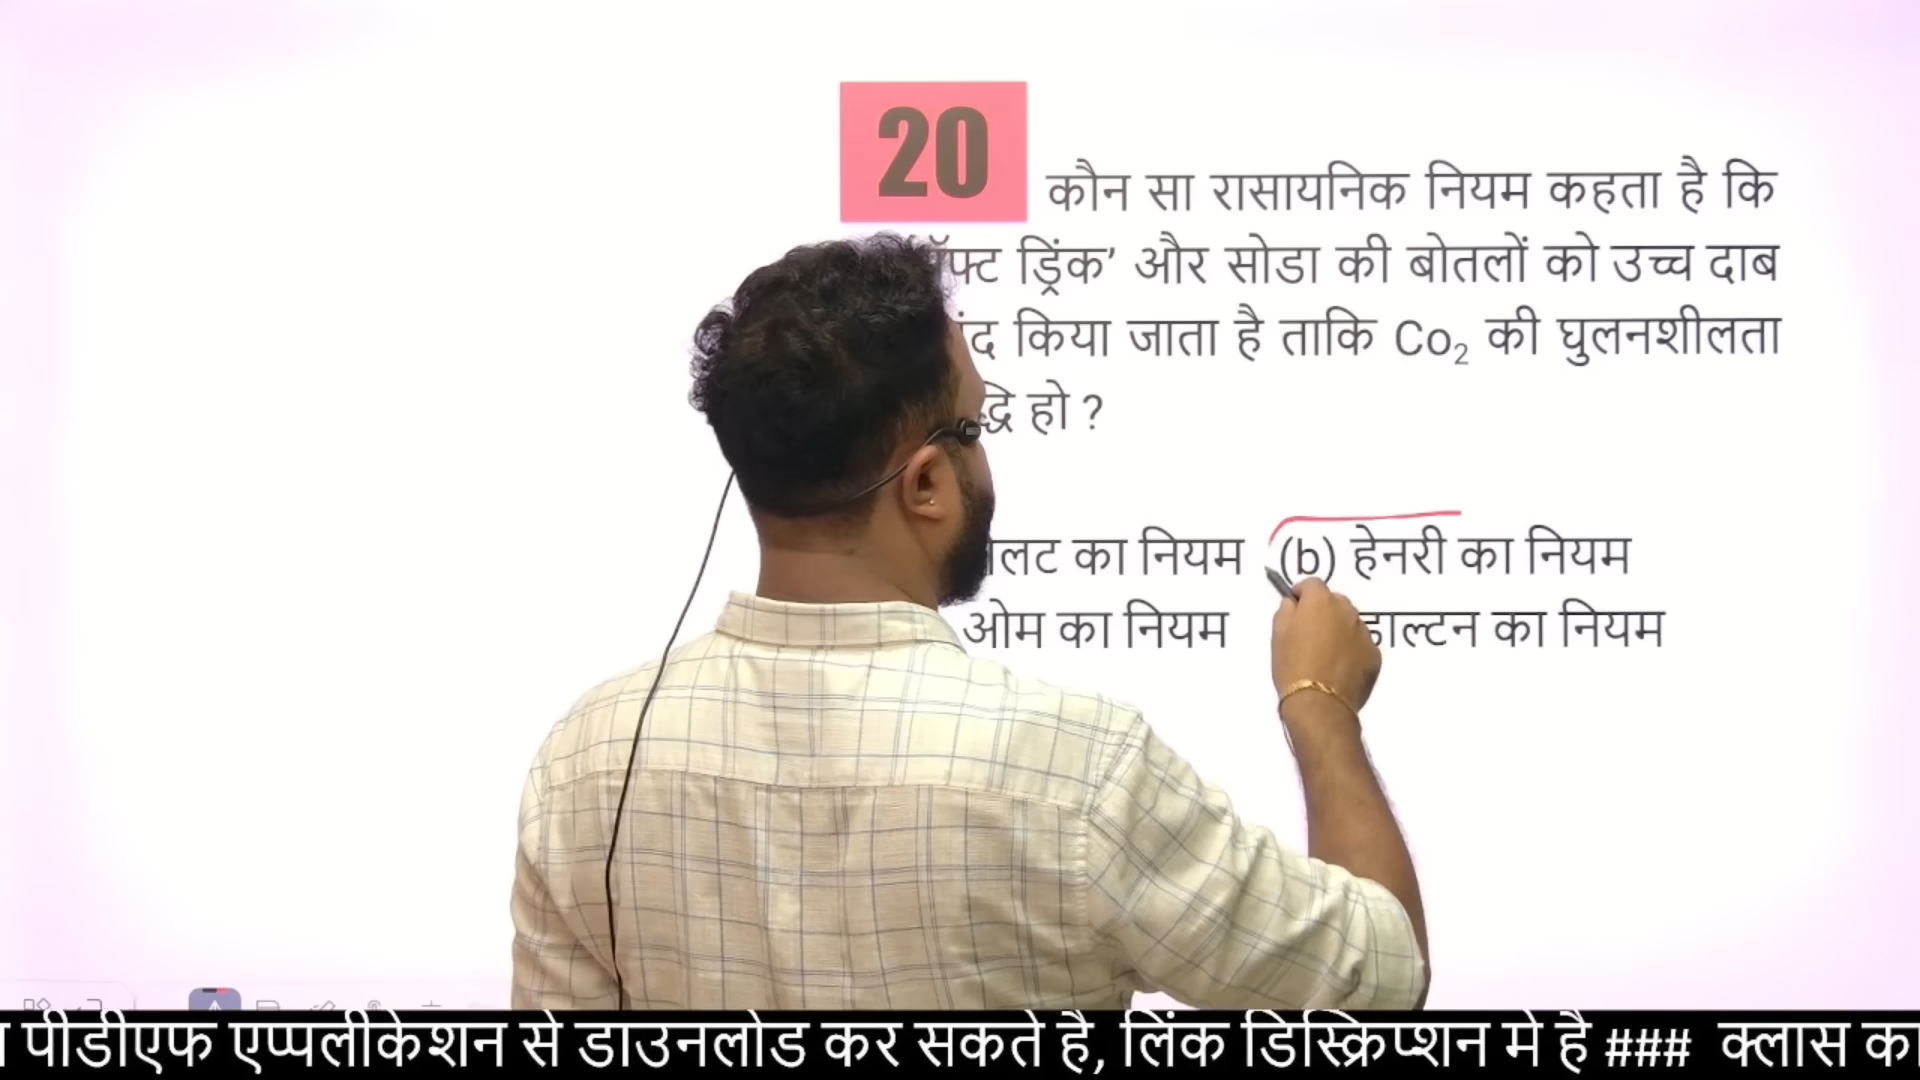 20
कौन सा रासायनिक नियम कहता है कि
ड्रिंक’ और सोडा की बोतलों को उच्च दाब
किया जाता है ताकि Co₂ की घुलनशीलता
हो ?
का नियम (b) हेनरी का नियम
ओम का नियम का नियम
पीडीएफ एप्पलीकेशन से डाउनलोड कर सकते है, लिंक डिस्क्रिप्शन मे है ### क्लास